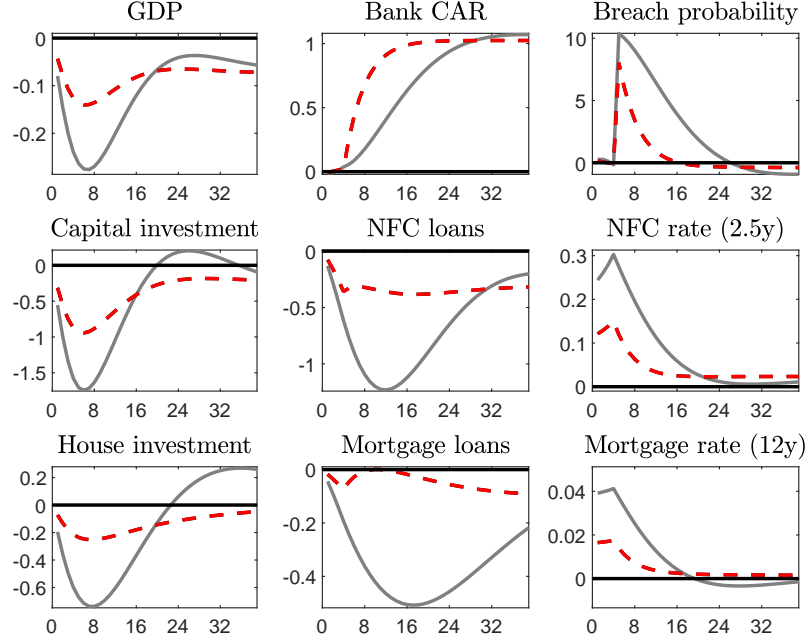 GDP Bank CAR Breach probability
0 1 10
-0.1 0.5 5
-0.2 0 0
0 8 16 24 32 0 8 16 24 32 0 8 16 24 32
Capital investment NFC loans NFC rate (2.5y)
0 0 0.3
-0.5 -0.5 0.2
-1 -1 0.1
-1.5 0
0 8 16 24 32 0 8 16 24 32 0 8 16 24 32
House investment Mortgage loans Mortgage rate (12y)
0.2 0 0.04
0 -0.2 0.02
-0.2 -0.4 0
-0.4
-0.6
0 8 16 24 32 0 8 16 24 32 0 8 16 24 32